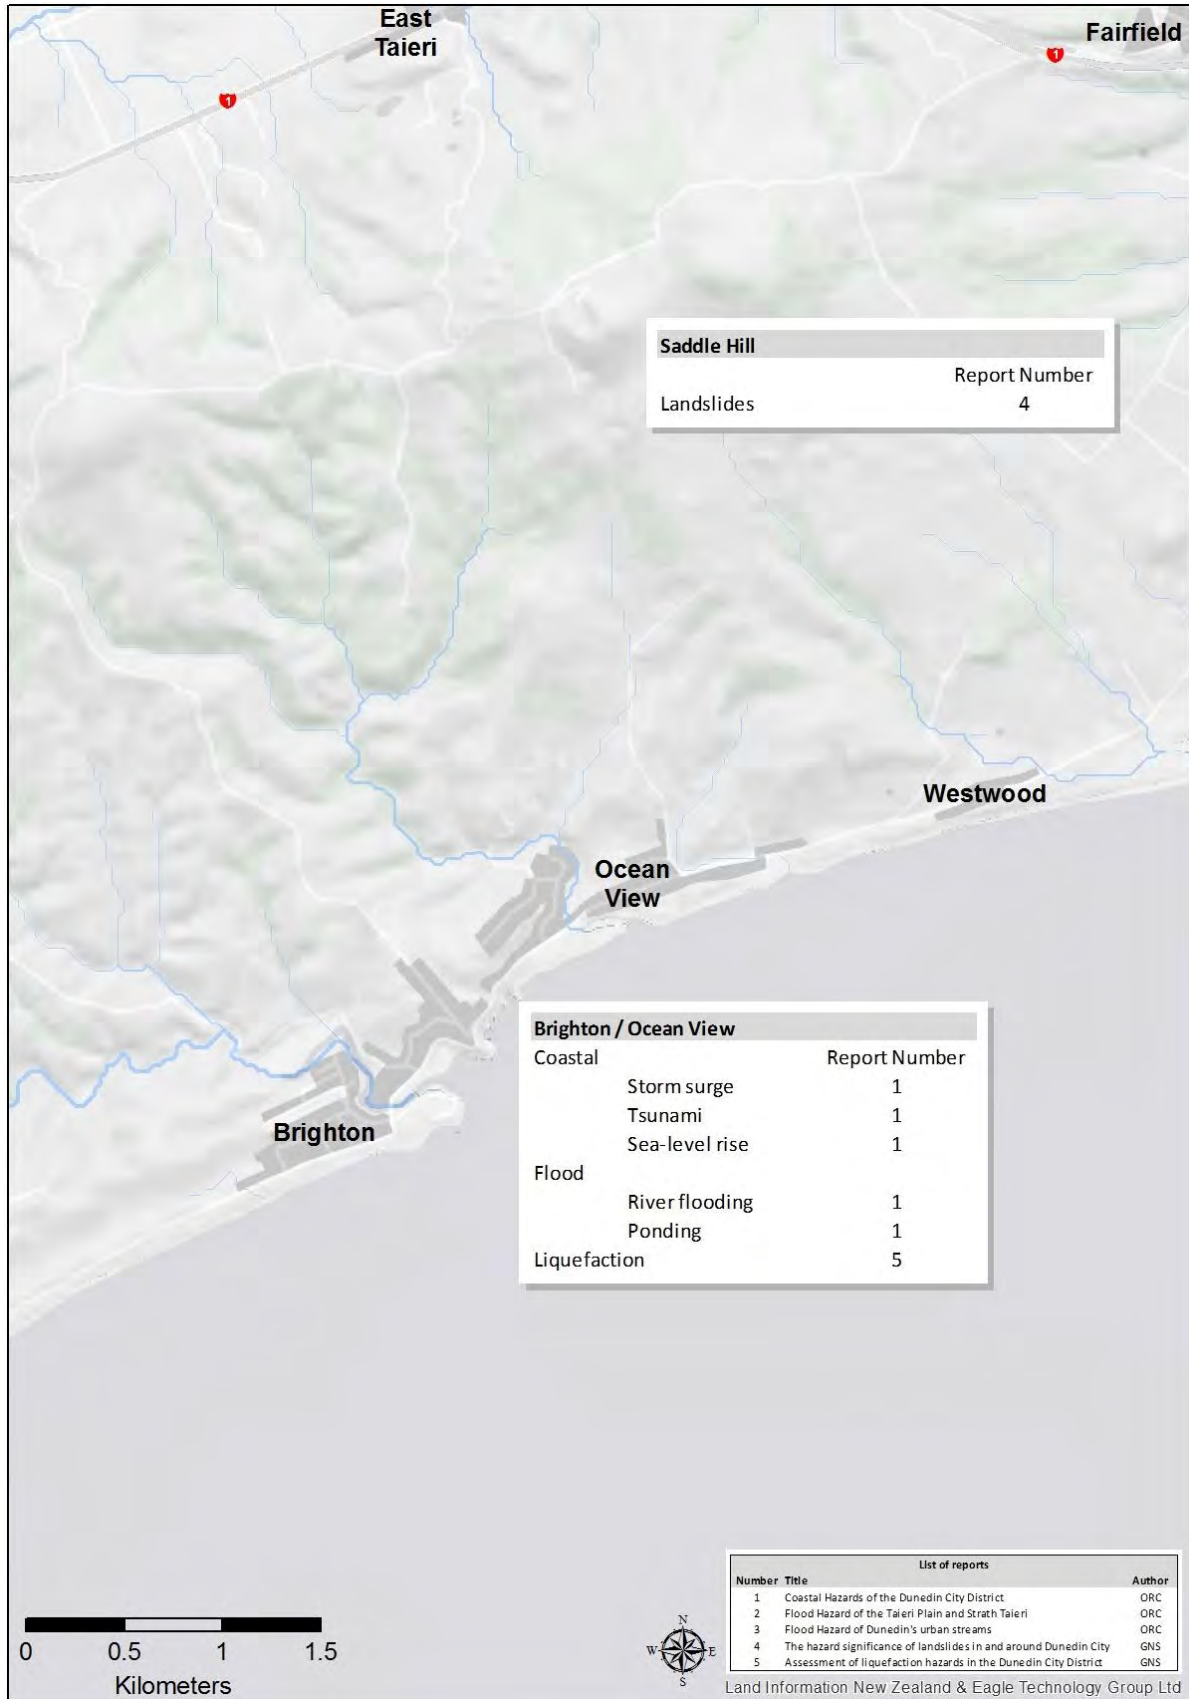 East
Taieri
Fairfield
1
1
Saddle Hill
Report Number
Landslides 4
Westwood
Ocean
View
Brighton / Ocean View
Coastal Report Number
Storm surge 1
Tsunami 1
Sea-level rise 1
Flood
River flooding 1
Ponding 1
Liquefaction 5
Brighton
List of reports
Number Title Author
1 Coastal Hazards of the Dunedin City District ORC
2 Flood Hazard of the Taieri Plain and Strath Taieri ORC
3 Flood Hazard of Dunedin's urban streams ORC
4 The hazard significance of landslides in and around Dunedin City GNS
5 Assessment of liquefaction hazards in the Dunedin City District GNS
0 0.5 1 1.5
Kilometers
N
W E
S
Land Information New Zealand & Eagle Technology Group Ltd